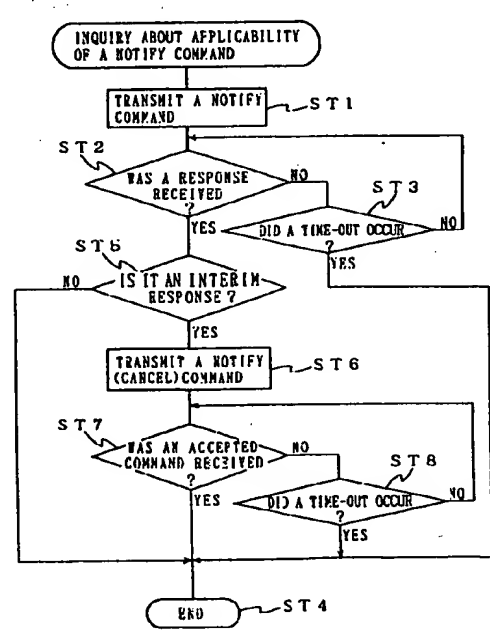 INQUIRY ABOUT APPLICABILITY
OF A NOTIFY COMMAND
TRANSMIT A NOTIFY
COMMAND
ST1
ST2
WAS A RESPONSE
RECEIVED
?
NO
YES
ST3
DID A TIME-OUT OCCUR
?
NO
YES
ST5
IS IT AN INTERIM
RESPONSE ?
NO
YES
TRANSMIT A NOTIFY
(CANCEL) COMMAND
ST6
ST7
WAS AN ACCEPTED
COMMAND RECEIVED
?
NO
YES
ST8
DID A TIME-OUT OCCUR
?
NO
YES
END
ST4